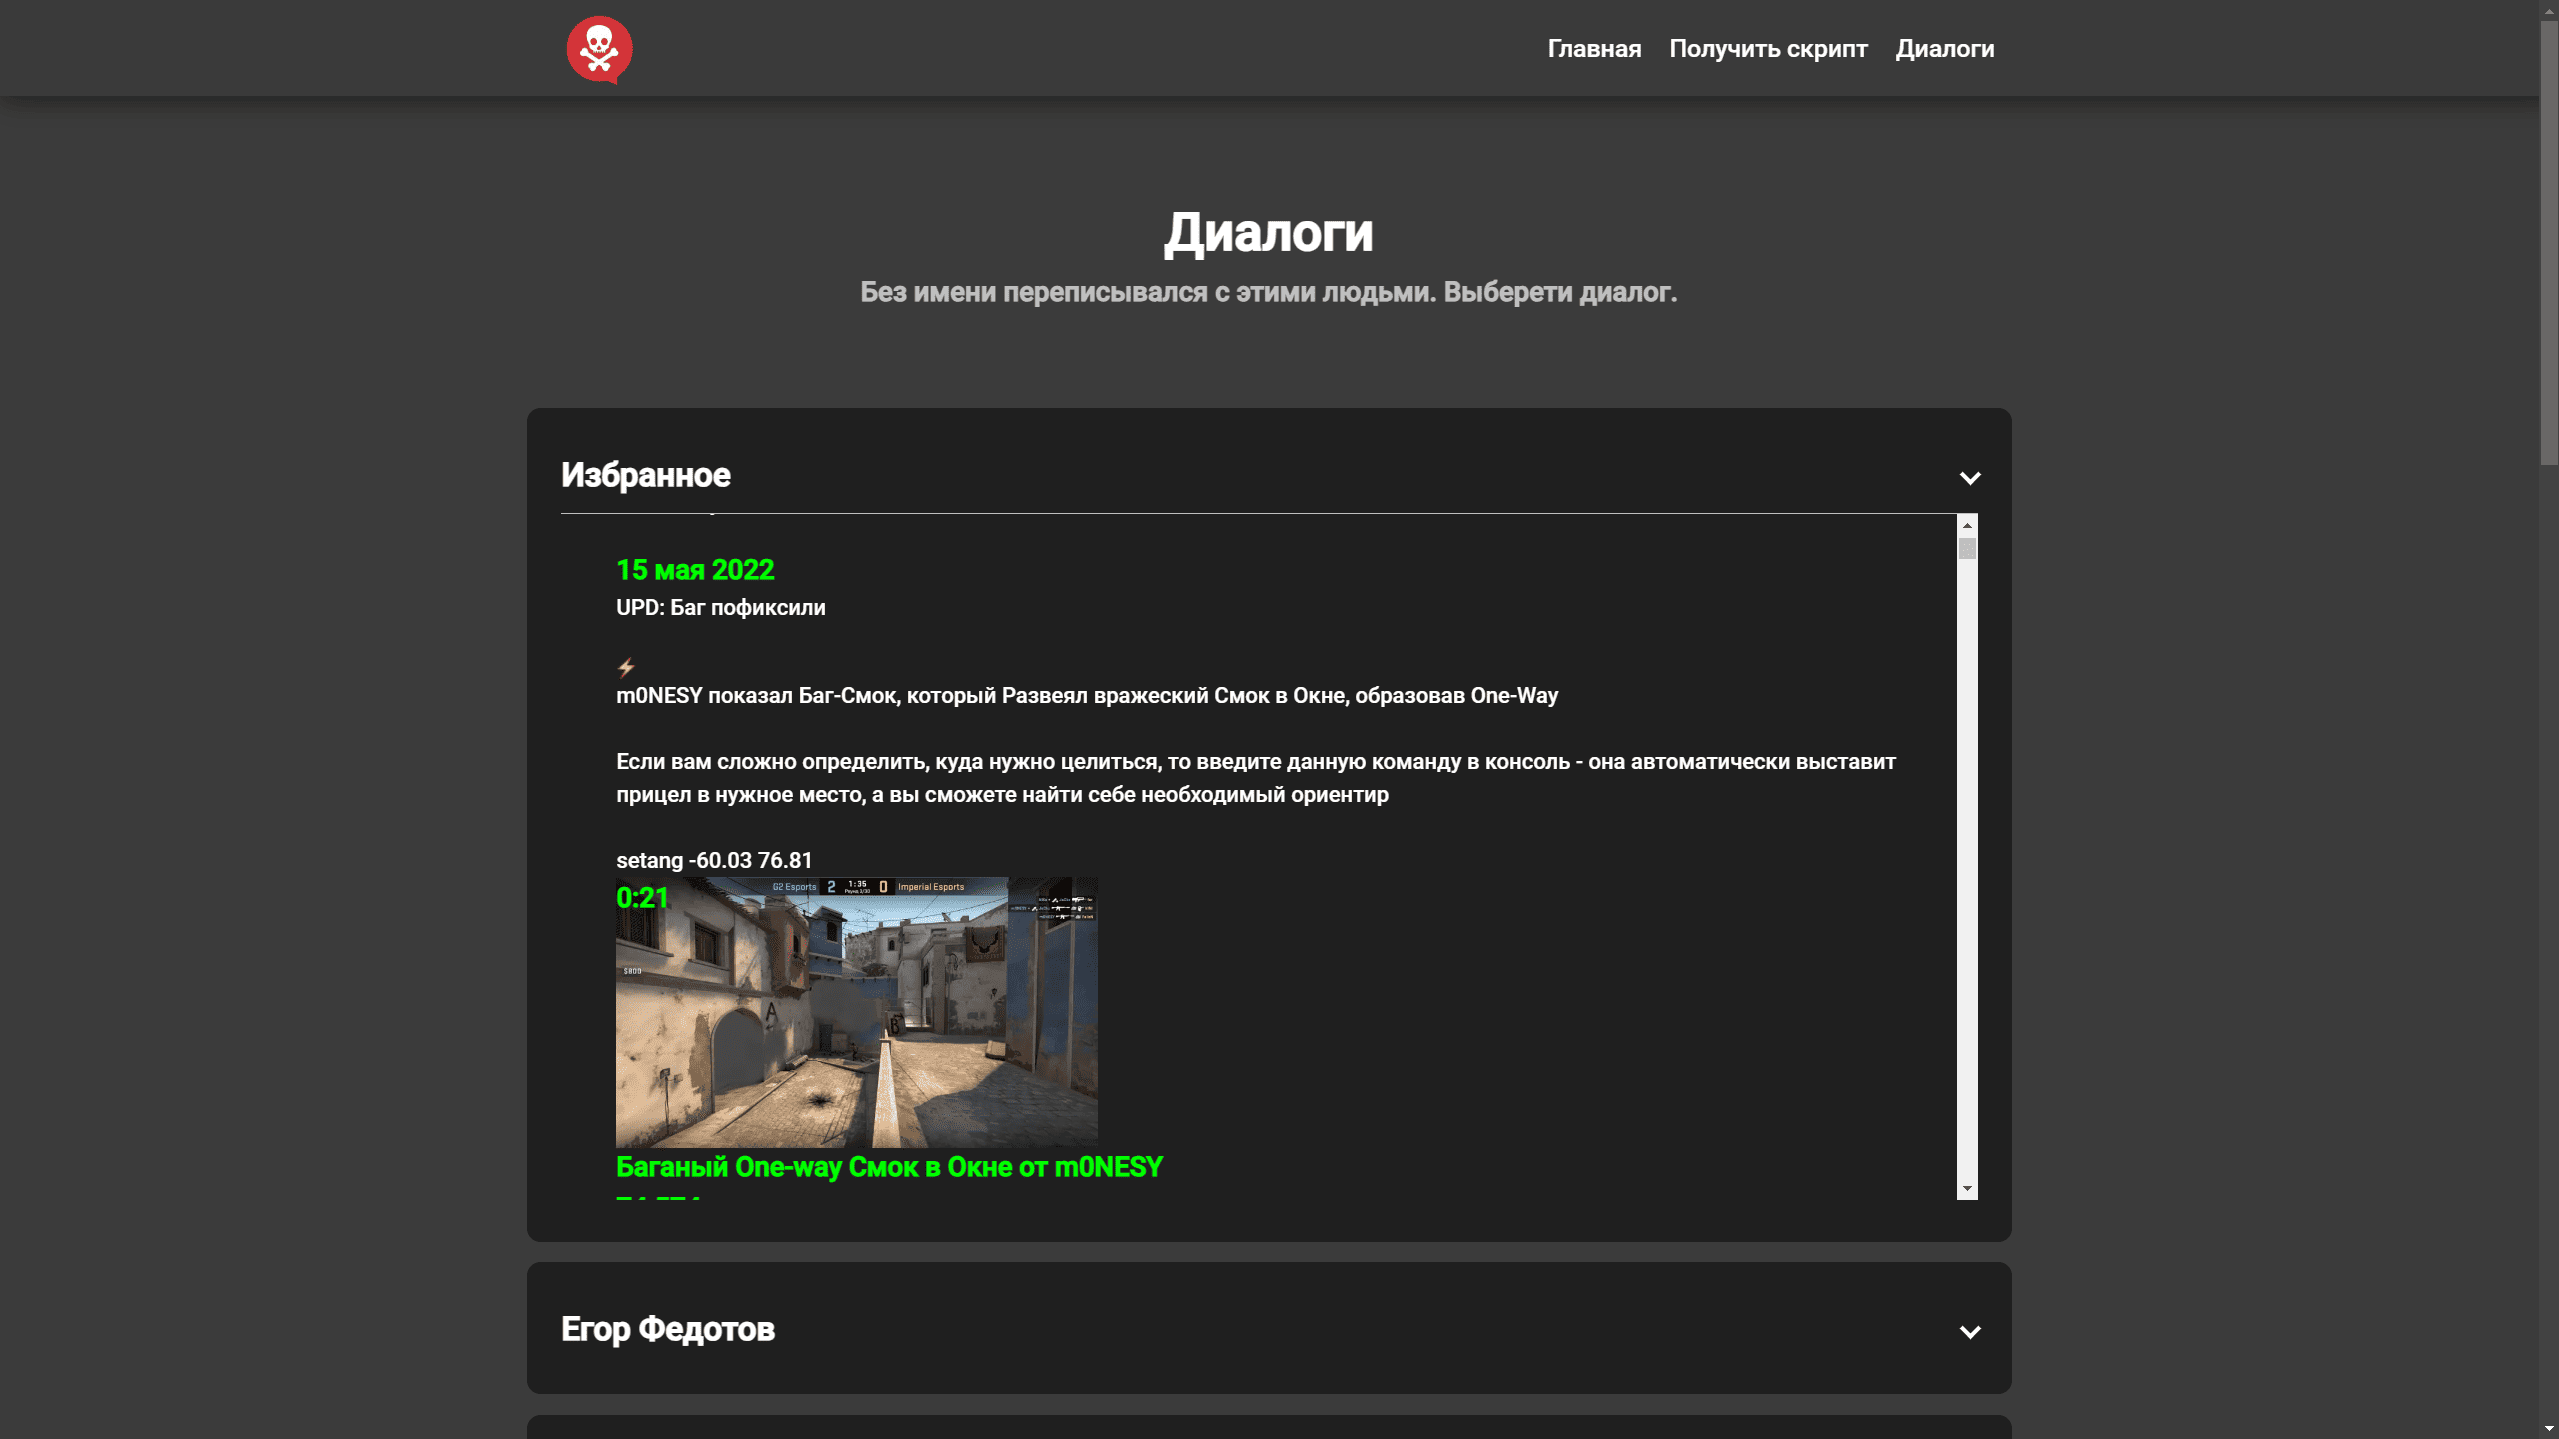 Главная Получить скрипт Диалоги
Диалоги
Без имени переписывался с этими людьми. Выберети диалог.
Избранное
15 мая 2022
UPD: Баг пофиксили
⚡
m0NESY показал Баг-Смок, который Развеял вражеский Смок в Окне, образовав One-Way
Если вам сложно определить, куда нужно целиться, то введите данную команду в консоль - она автоматически выставит
прицел в нужное место, а вы сможете найти себе необходимый ориентир
setang -60.03 76.81
G2 Esports 2 1:35 0 Imperial Esports
0:21
$800
A
B
Баганый One-way Смок в Окне от m0NESY
Егор Федотов